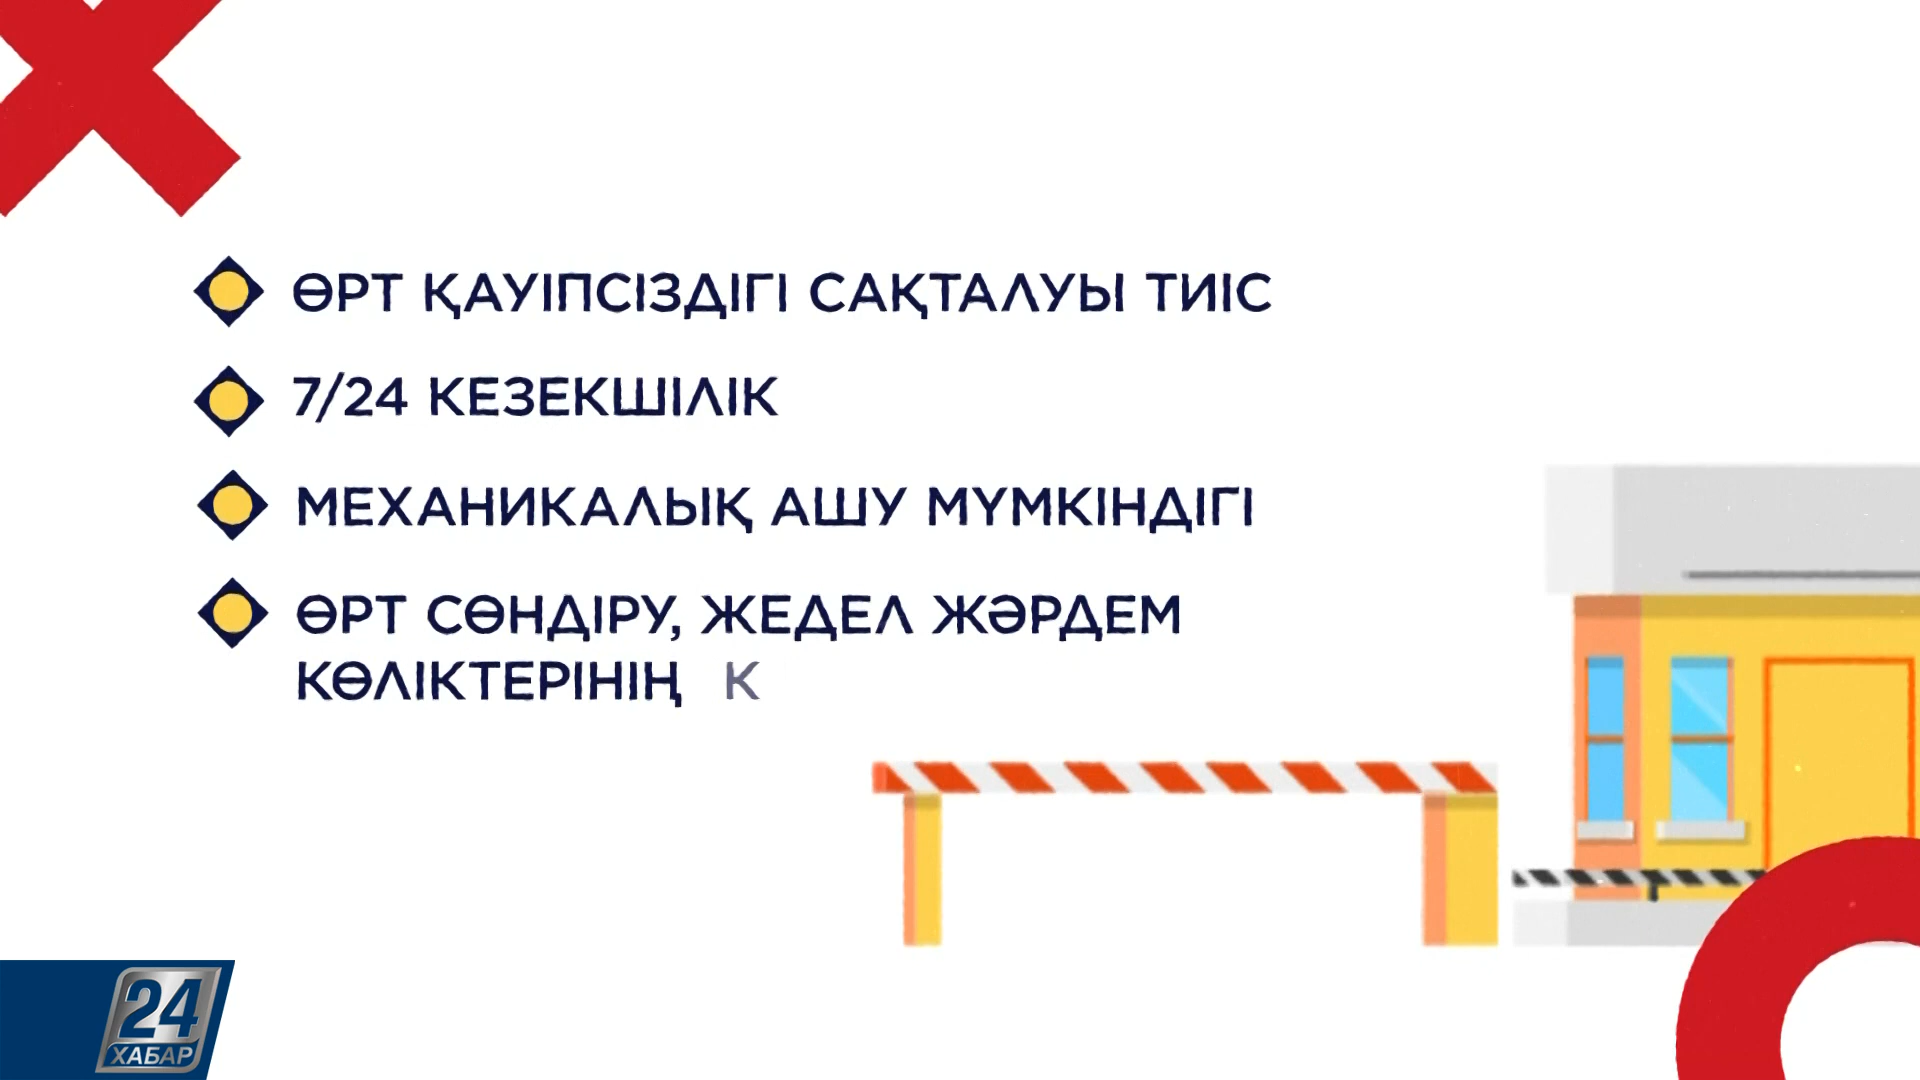 ӨРТ ҚАУІПСІЗДІГІ САҚТАЛУЫ ТИІС
7/24 КЕЗЕКШІЛІК
МЕХАНИКАЛЫҚ АШУ МҮМКІНДІГІ
ӨРТ СӨНДІРУ, ЖЕДЕЛ ЖӘРДЕМ
КӨЛІКТЕРІНІҢ К
24
ХАБАР